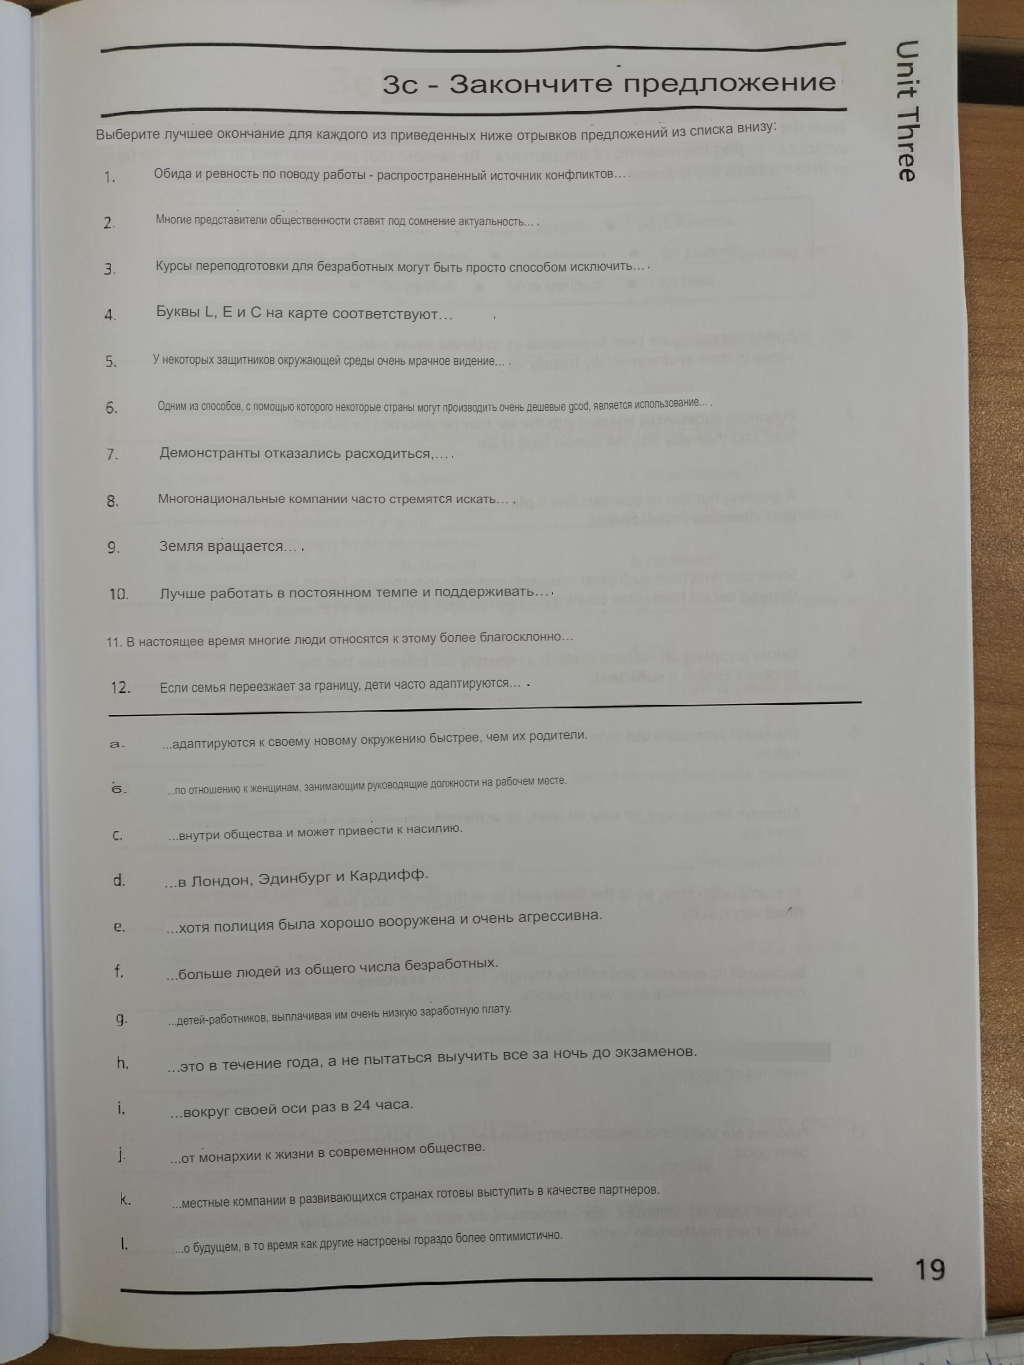 Unit Three
3c - Закончите предложение
Выберите лучшее окончание для каждого из приведенных ниже отрывков предложений из списка внизу:
1. Обида и ревность по поводу работы - распространенный источник конфликтов....
2. Многие представители общественности ставят под сомнение актуальность... .
3. Курсы переподготовки для безработных могут быть просто способом исключить... .
4. Буквы L, E и C на карте соответствуют... .
5. У некоторых защитников окружающей среды очень мрачное видение... .
6. Одним из способов, с помощью которого некоторые страны могут производить очень дешевые gcod, является использование... .
7. Демонстранты отказались расходиться,....
8. Многонациональные компании часто стремятся искать... .
9. Земля вращается... .
10. Лучше работать в постоянном темпе и поддерживать... .
11. В настоящее время многие люди относятся к этому более благосклонно...
12. Если семья переезжает за границу, дети часто адаптируются... .
a. ...адаптируются к своему новому окружению быстрее, чем их родители.
б. ...по отношению к женщинам, занимающим руководящие должности на рабочем месте.
c. ...внутри общества и может привести к насилию.
d. ...в Лондон, Эдинбург и Кардифф.
e. ...хотя полиция была хорошо вооружена и очень агрессивна.
f. ...больше людей из общего числа безработных.
g. ...детей-работников, выплачивая им очень низкую заработную плату.
h. ...это в течение года, а не пытаться выучить все за ночь до экзаменов.
i. ...вокруг своей оси раз в 24 часа.
j. ...от монархии к жизни в современном обществе.
k. ...местные компании в развивающихся странах готовы выступить в качестве партнеров.
l. ...о будущем, в то время как другие настроены гораздо более оптимистично.
19